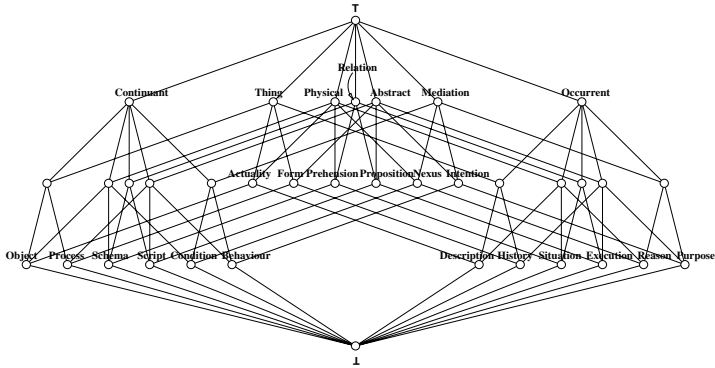 T
Relation
Continuant Thing Physical Abstract Mediation Occurrent
Actuality Form Prehension Proposition Nexus Intention
Object Process Schema Script Condition Behaviour Description History Situation Execution Reason Purpose
⊥